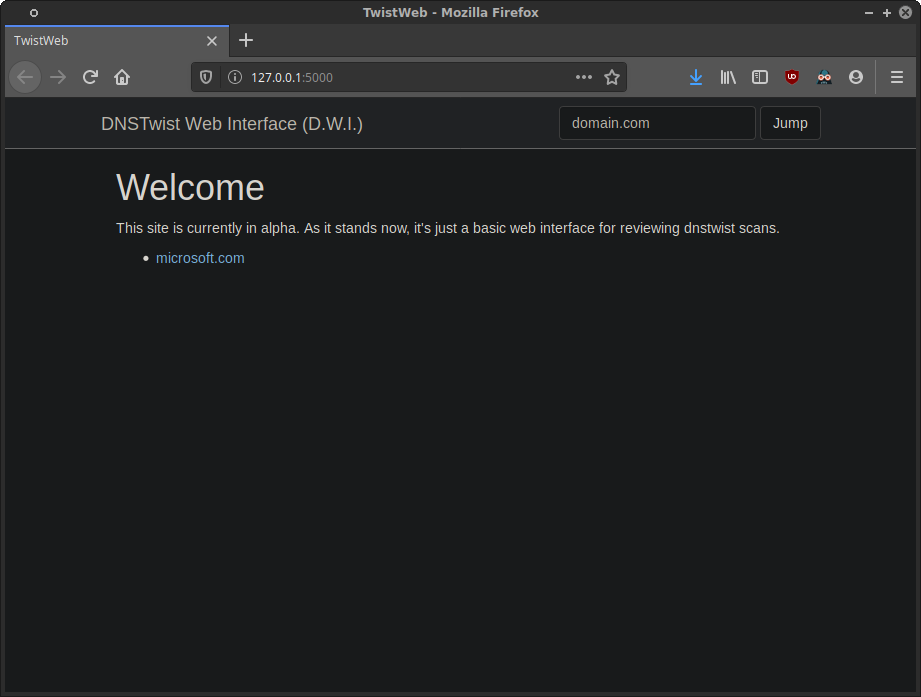 TwistWeb - Mozilla Firefox
TwistWeb
127.0.0.1:5000
DNSTwist Web Interface (D.W.I.)
domain.com
Jump
Welcome
This site is currently in alpha. As it stands now, it's just a basic web interface for reviewing dnstwist scans.
microsoft.com